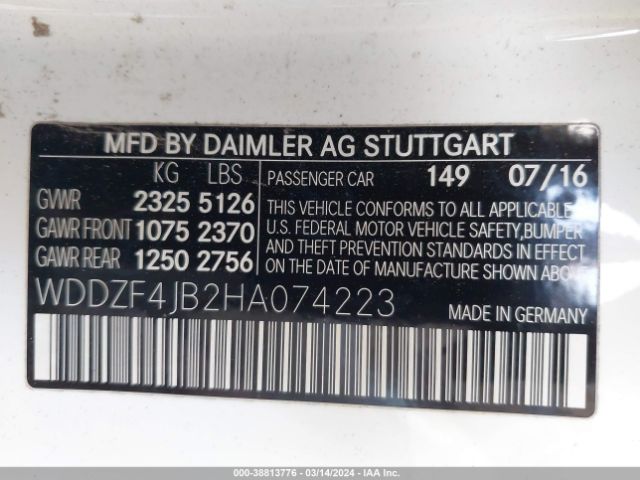 MFD BY DAIMLER AG STUTTGART
KG LBS
GVWR 2325 5126
GAWR FRONT 1075 2370
GAWR REAR 1250 2756
PASSENGER CAR 149 07/16
THIS VEHICLE CONFORMS TO ALL APPLICABLE
U.S. FEDERAL MOTOR VEHICLE SAFETY,BUMPER
AND THEFT PREVENTION STANDARDS IN EFFECT
ON THE DATE OF MANUFACTURE SHOWN ABOVE
WDDZF4JB2HA074223
MADE IN GERMANY
© - 38813776 - 03/14/2024 - IAA Inc.